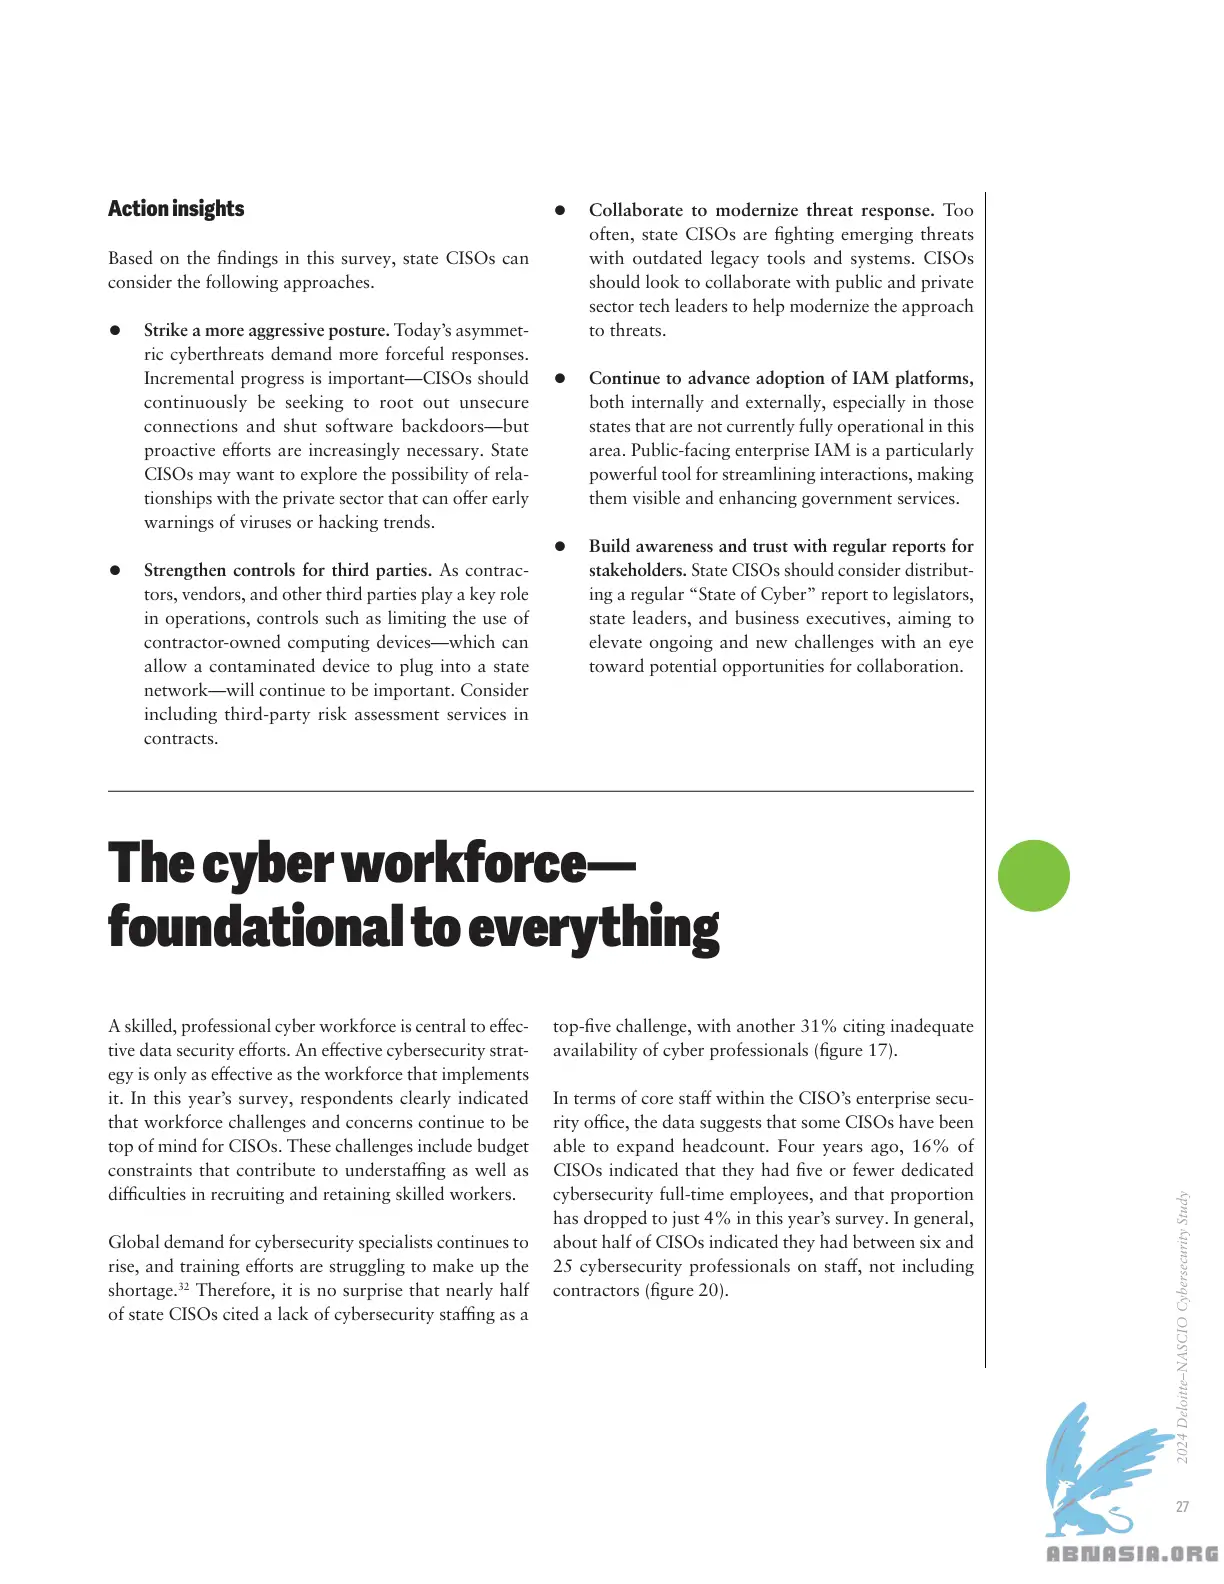 Action insights
Based on the findings in this survey, state CISOs can
consider the following approaches.
● Strike a more aggressive posture. Today’s asymmet-
ric cyberthreats demand more forceful responses.
Incremental progress is important—CISOs should
continuously be seeking to root out unsecure
connections and shut software backdoors—but
proactive efforts are increasingly necessary. State
CISOs may want to explore the possibility of rela-
tionships with the private sector that can offer early
warnings of viruses or hacking trends.
● Strengthen controls for third parties. As contrac-
tors, vendors, and other third parties play a key role
in operations, controls such as limiting the use of
contractor-owned computing devices—which can
allow a contaminated device to plug into a state
network—will continue to be important. Consider
including third-party risk assessment services in
contracts.
● Collaborate to modernize threat response. Too
often, state CISOs are fighting emerging threats
with outdated legacy tools and systems. CISOs
should look to collaborate with public and private
sector tech leaders to help modernize the approach
to threats.
● Continue to advance adoption of IAM platforms,
both internally and externally, especially in those
states that are not currently fully operational in this
area. Public-facing enterprise IAM is a particularly
powerful tool for streamlining interactions, making
them visible and enhancing government services.
● Build awareness and trust with regular reports for
stakeholders. State CISOs should consider distribut-
ing a regular “State of Cyber” report to legislators,
state leaders, and business executives, aiming to
elevate ongoing and new challenges with an eye
toward potential opportunities for collaboration.
The cyber workforce—
foundational to everything
A skilled, professional cyber workforce is central to effec-
tive data security efforts. An effective cybersecurity strat-
egy is only as effective as the workforce that implements
it. In this year’s survey, respondents clearly indicated
that workforce challenges and concerns continue to be
top of mind for CISOs. These challenges include budget
constraints that contribute to understaffing as well as
difficulties in recruiting and retaining skilled workers.
Global demand for cybersecurity specialists continues to
rise, and training efforts are struggling to make up the
shortage.32 Therefore, it is no surprise that nearly half
of state CISOs cited a lack of cybersecurity staffing as a
top-five challenge, with another 31% citing inadequate
availability of cyber professionals (figure 17).
In terms of core staff within the CISO’s enterprise secu-
rity office, the data suggests that some CISOs have been
able to expand headcount. Four years ago, 16% of
CISOs indicated that they had five or fewer dedicated
cybersecurity full-time employees, and that proportion
has dropped to just 4% in this year’s survey. In general,
about half of CISOs indicated they had between six and
25 cybersecurity professionals on staff, not including
contractors (figure 20).
2024 Deloitte–NASCIO Cybersecurity Study
27
ABNASIA.ORG